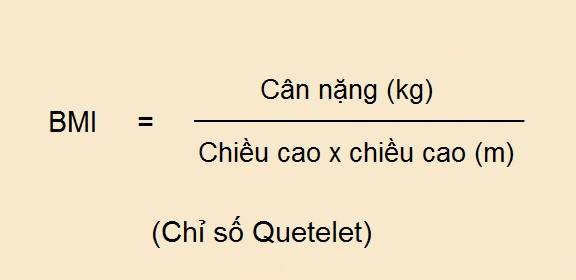 Cân nặng (kg)
BMI =
Chiều cao x chiều cao (m)
(Chỉ số Quetelet)